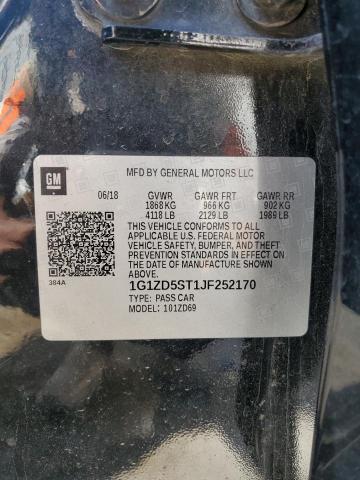 MFD BY GENERAL MOTORS LLC
GM
06/18 GVWR GAWR FRT GAWR RR
1868 KG 966 KG 902 KG
4118 LB 2129 LB 1989 LB
THIS VEHICLE CONFORMS TO ALL
APPLICABLE U.S. FEDERAL MOTOR
VEHICLE SAFETY, BUMPER, AND THEFT
PREVENTION STANDARDS IN EFFECT ON
THE DATE OF MANUFACTURE SHOWN
ABOVE.
384A
1G1ZD5ST1JF252170
TYPE: PASS CAR
MODEL: 101ZD69